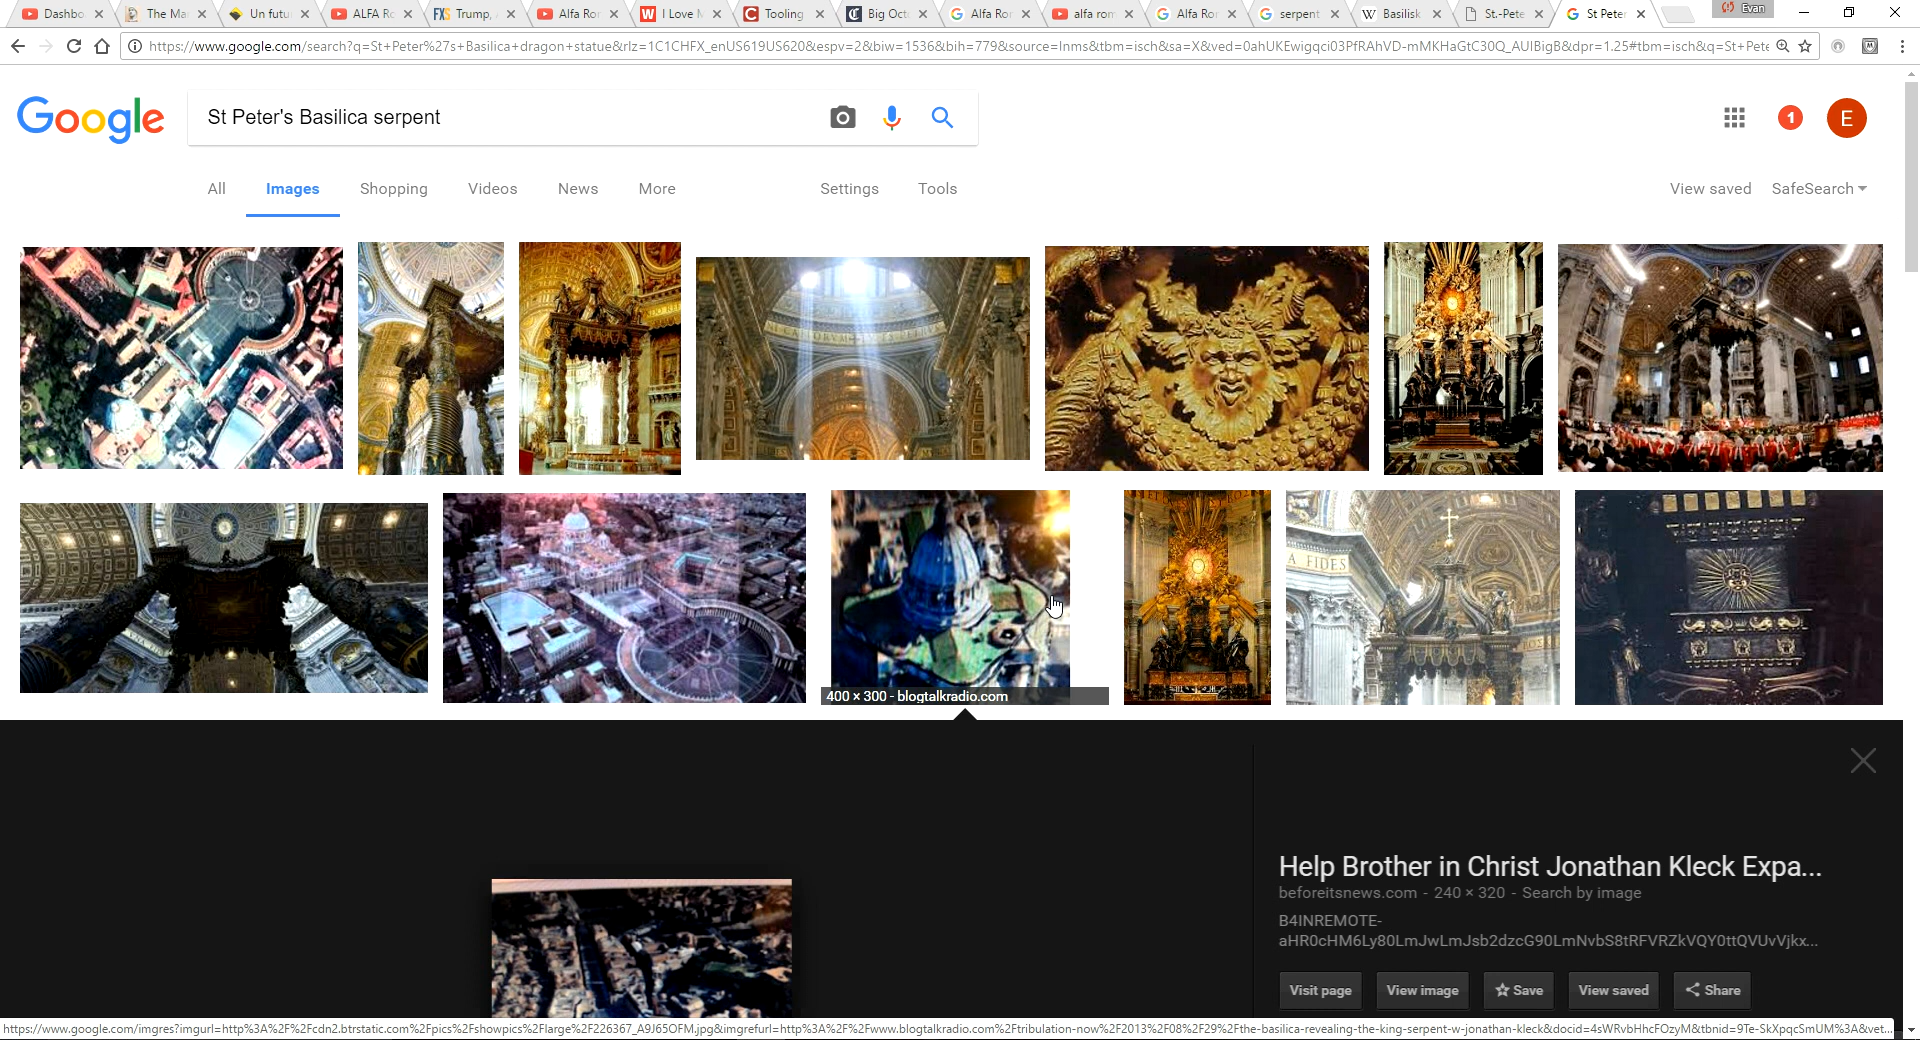 Dashbo
The Ma
Un futu
ALFA Ro
Trump,
Alfa Ror
I Love M
Tooling
Big Octo
Alfa Ror
alfa rom
Alfa Ror
serpent
Basilisk
St.-Pete
St Peter
Evan
https://www.google.com/search?q=St+Peter%27s+Basilica+dragon+statue&rlz=1C1CHFX_enUS619US620&espv=2&biw=1536&bih=779&source=lnms&tbm=isch&sa=X&ved=0ahUKEwigqci03PfRAhVD-mMKHaGtC30Q_AUIBigB&dpr=1.25#tbm=isch&q=St+Pete
Google
St Peter's Basilica serpent
1
E
All Images Shopping Videos News More Settings Tools
View saved SafeSearch
A FIDES
400 × 300 - blogtalkradio.com
Help Brother in Christ Jonathan Kleck Expa...
beforeitsnews.com - 240 × 320 - Search by image
B4INREMOTE-
aHR0cHM6Ly80LmJwLmJsb2dzcG90LmNvbS8tRFVRZkVQY0ttQVUvVjkx...
Visit page View image Save View saved Share
https://www.google.com/imgres?imgurl=http%3A%2F%2Fcdn2.btrstatic.com%2Fpics%2Fshowpics%2Flarge%2F226367_A9J65OFM.jpg&imgrefurl=http%3A%2F%2Fwww.blogtalkradio.com%2Ftribulation-now%2F2013%2F08%2F29%2Fthe-basilica-revealing-the-king-serpent-w-jonathan-kleck&docid=4sWRvbHhcFOzyM&tbnid=9Te-SkXpqcSmUM%3A&vet...